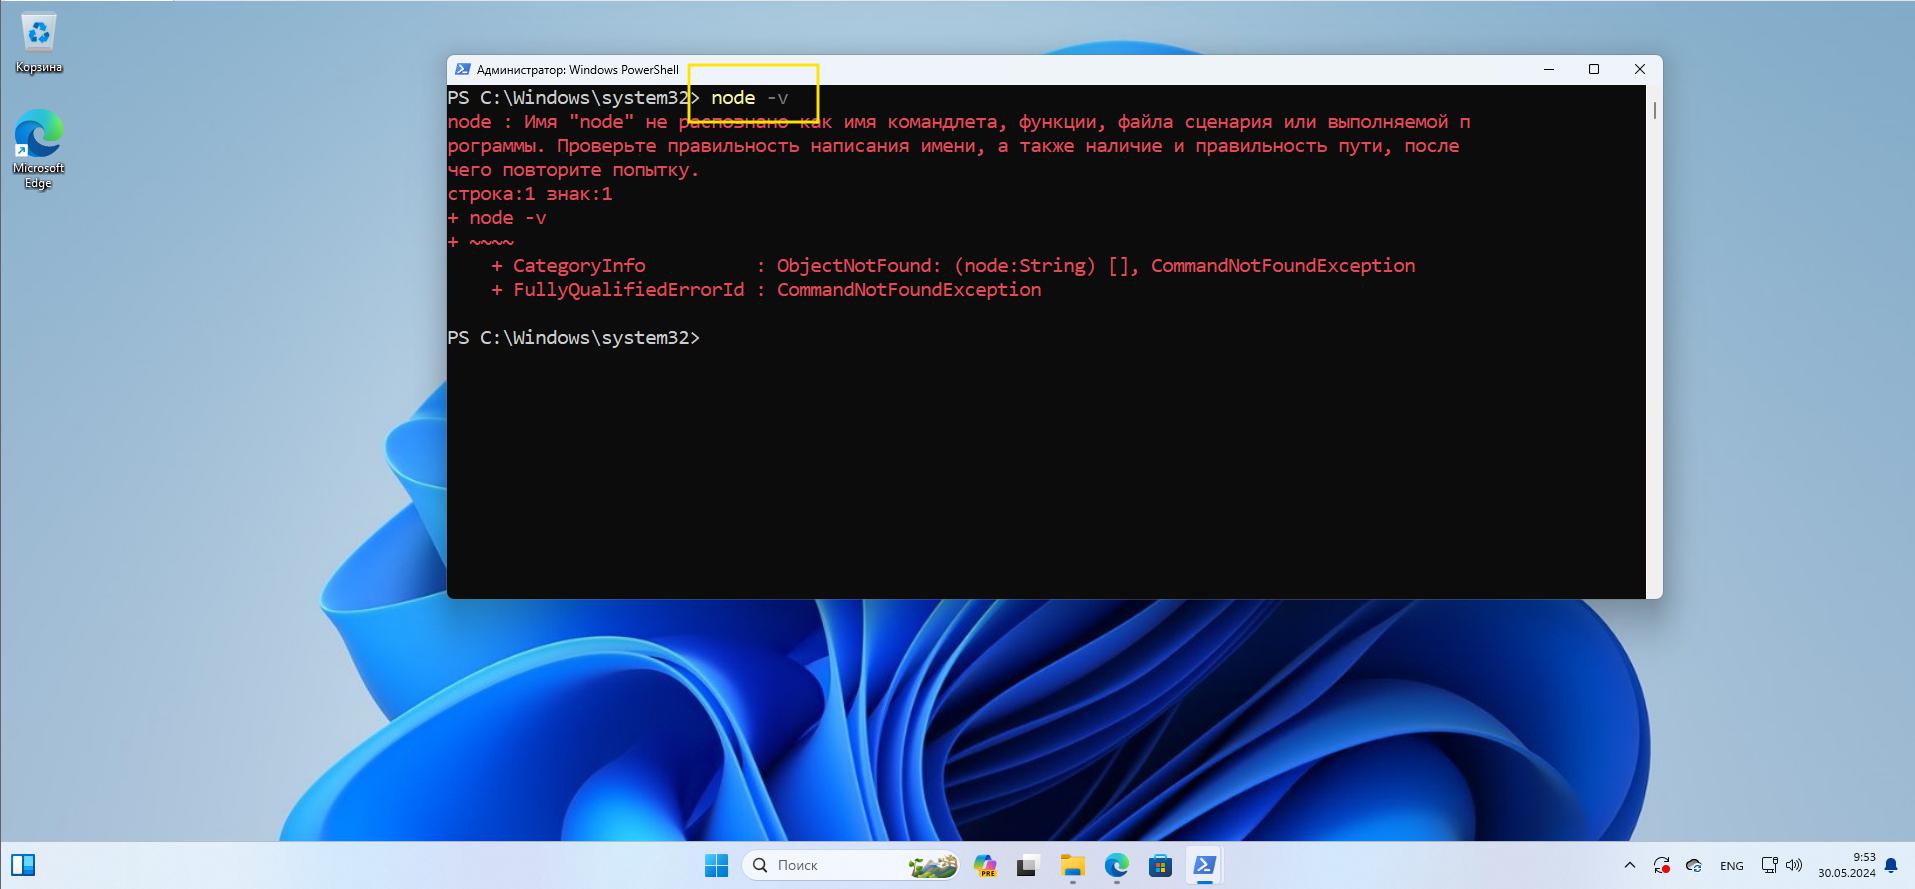 Корзина
Microsoft
Edge
Администратор: Windows PowerShell
PS C:\Windows\system32> node -v
node : Имя "node" не распознано как имя командлета, функции, файла сценария или выполняемой п
рограммы. Проверьте правильность написания имени, а также наличие и правильность пути, после
чего повторите попытку.
строка:1 знак:1
+ node -v
+ ~~~~
    + CategoryInfo          : ObjectNotFound: (node:String) [], CommandNotFoundException
    + FullyQualifiedErrorId : CommandNotFoundException
PS C:\Windows\system32>
Поиск
PRE
ENG
9:53
30.05.2024